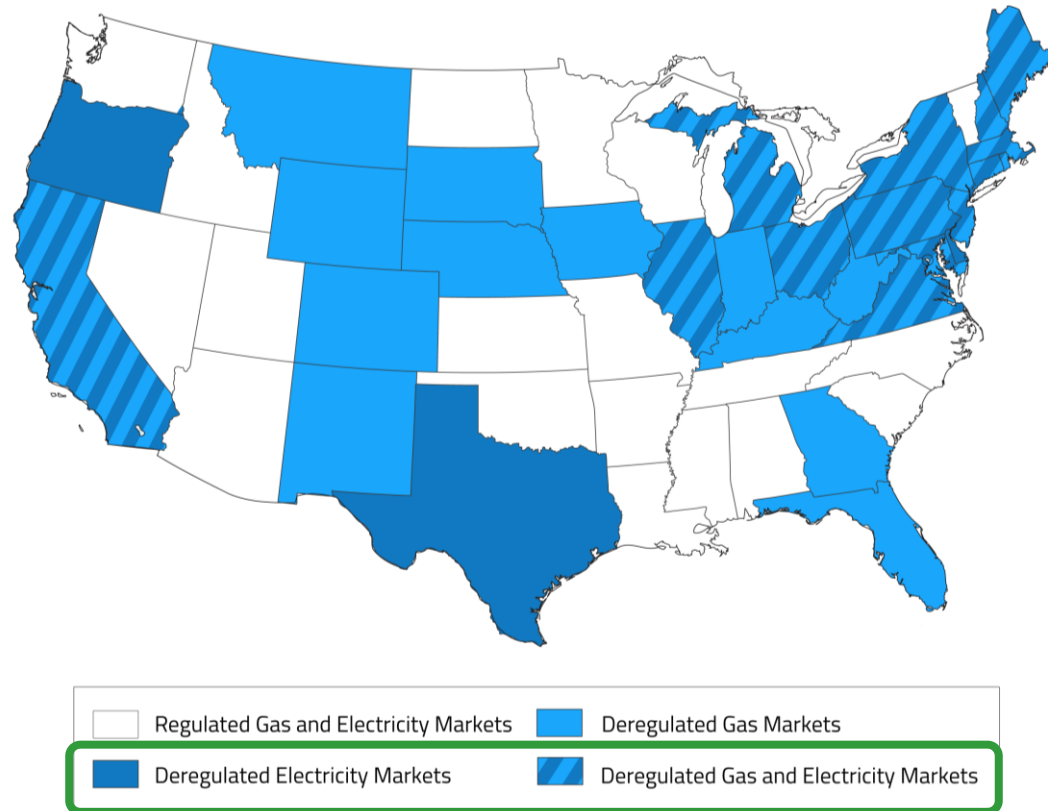 Regulated Gas and Electricity Markets
Deregulated Gas Markets
Deregulated Electricity Markets
Deregulated Gas and Electricity Markets